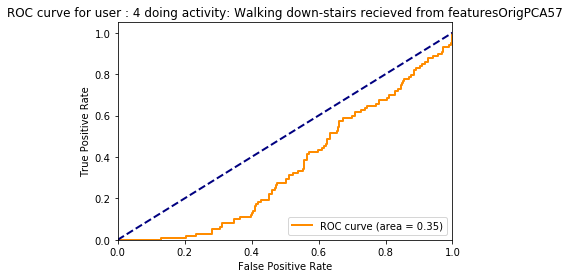 ROC curve for user : 4 doing activity: Walking down-stairs recieved from featuresOrigPCA57
1.0
0.8
0.6
0.4
0.2
0.0
True Positive Rate
ROC curve (area = 0.35)
0.0 0.2 0.4 0.6 0.8 1.0
False Positive Rate